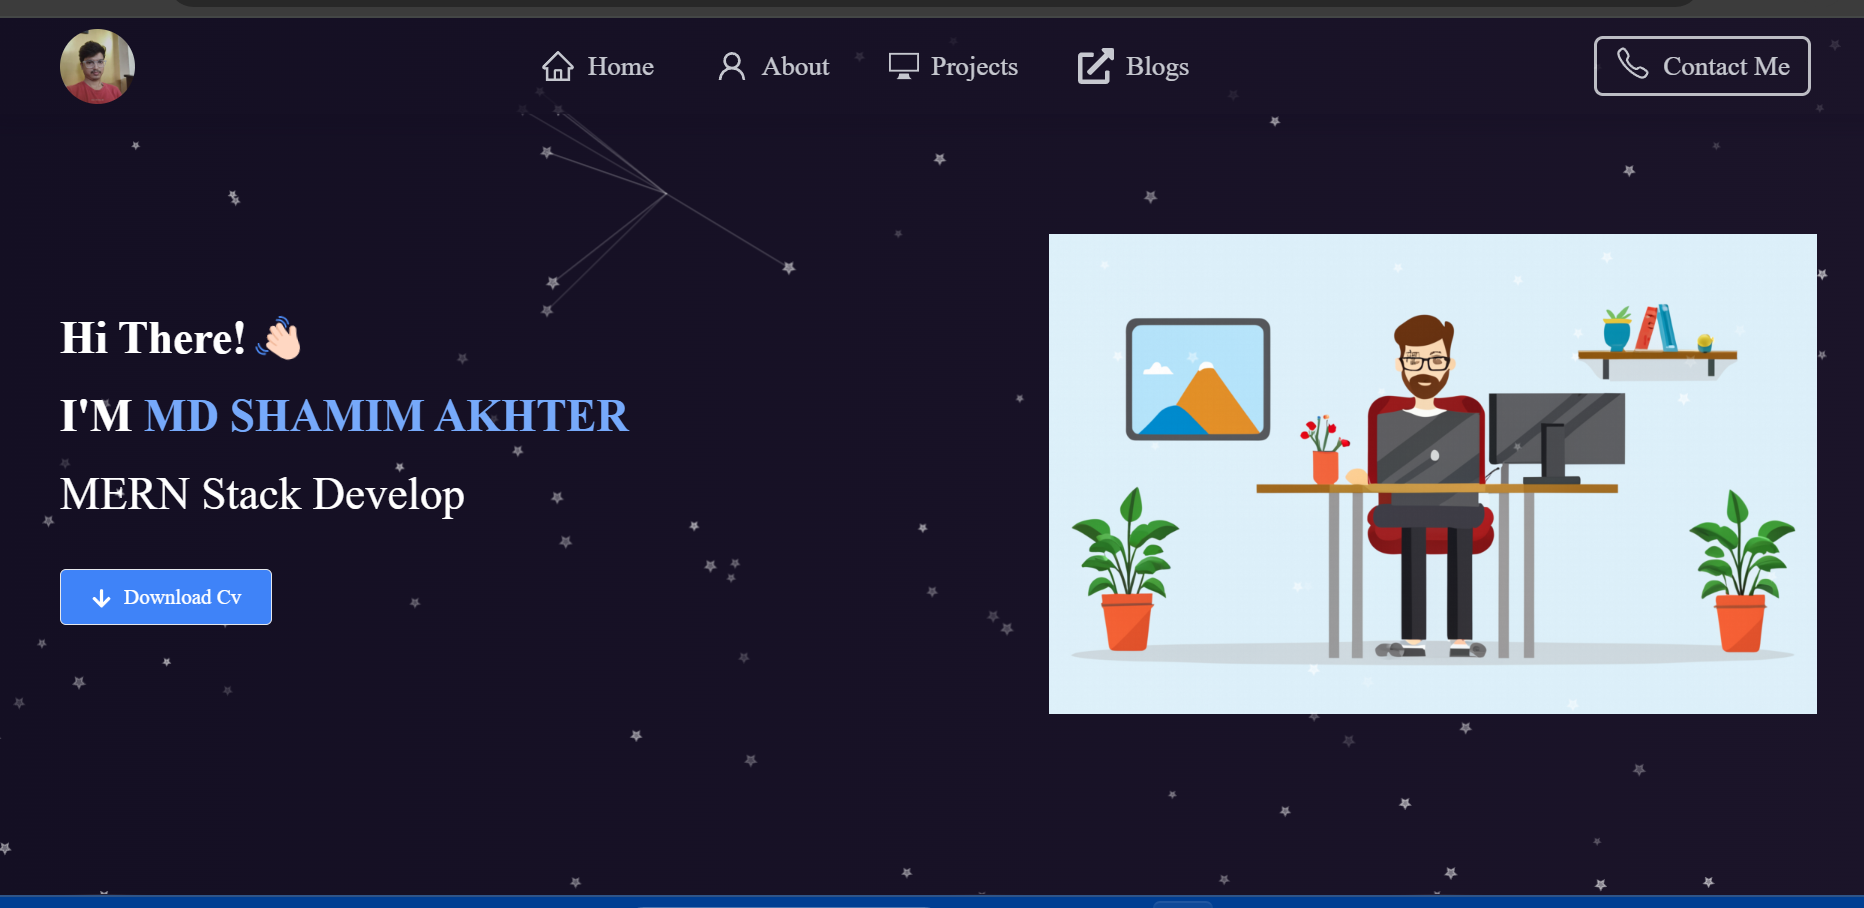 Home
About
Projects
Blogs
Contact Me
Hi There! 👋🏻
I'M MD SHAMIM AKHTER
MERN Stack Develop
Download Cv